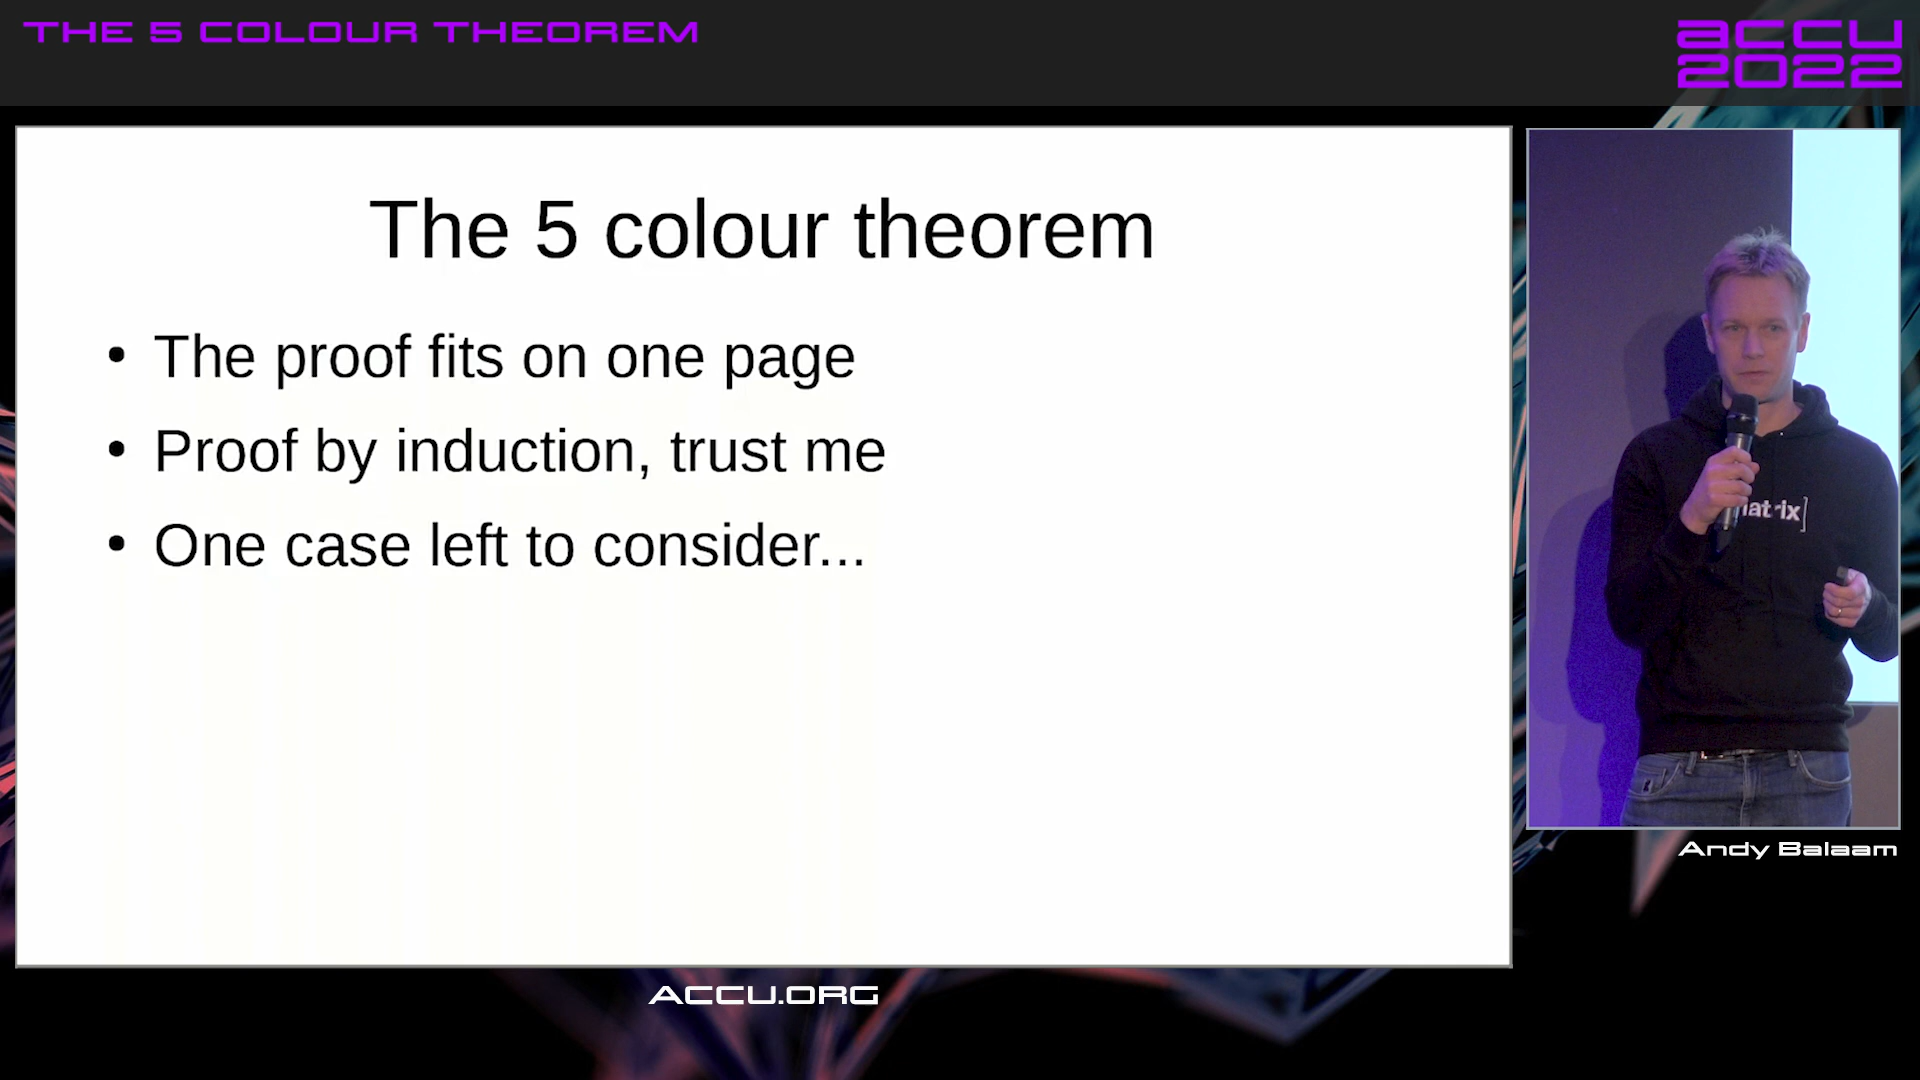 THE 5 COLOUR THEOREM
accu
2022
The 5 colour theorem
• The proof fits on one page
• Proof by induction, trust me
• One case left to consider...
atrix]
Andy Balaam
ACCU.ORG